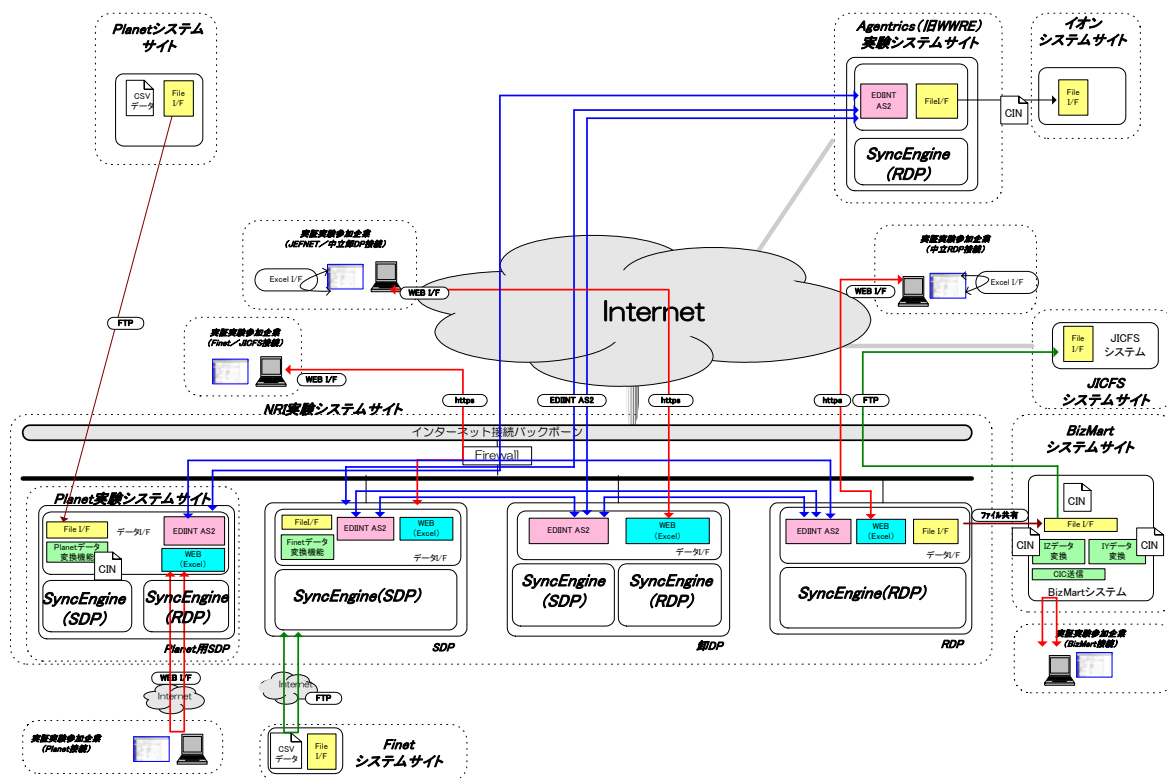 Planetシステム
サイト
CSV
データ
File
I/F
Agentrics(旧WWRE)
実験システムサイト
EDIINT
AS2
FileI/F
SyncEngine
(RDP)
CIN
イオン
システムサイト
File
I/F
実証実験参加企業
(JEFNET／中立卸DP接続)
Excel I/F
WEB I/F
Internet
実証実験参加企業
(中立RDP接続)
Excel I/F
WEB I/F
FTP
実証実験参加企業
(Finet／JICFS接続)
WEB I/F
File
I/F
JICFS
システム
JICFS
システムサイト
NRI実験システムサイト
https
EDIINT AS2
https
https
FTP
インターネット接続バックボーン
Firewall
BizMart
システムサイト
Planet実験システムサイト
File I/F
データI/F
Planetデータ
変換機能
CIN
EDIINT AS2
WEB
(Excel)
SyncEngine
(SDP)
SyncEngine
(RDP)
Planet用SDP
FileI/F
Finetデータ
変換機能
EDIINT AS2
WEB
(Excel)
データI/F
SyncEngine(SDP)
SDP
EDIINT AS2
WEB
(Excel)
データI/F
SyncEngine
(SDP)
SyncEngine
(RDP)
卸DP
EDIINT AS2
WEB
(Excel)
File I/F
データI/F
SyncEngine(RDP)
RDP
ファイル共有
CIN
File I/F
CIN
IZデータ
変換
IYデータ
変換
CIN
CIC送信
BizMartシステム
実証実験参加企業
(BizMart接続)
WEB I/F
Internet
実証実験参加企業
(Planet接続)
Internet
FTP
CSV
データ
File
I/F
Finet
システムサイト